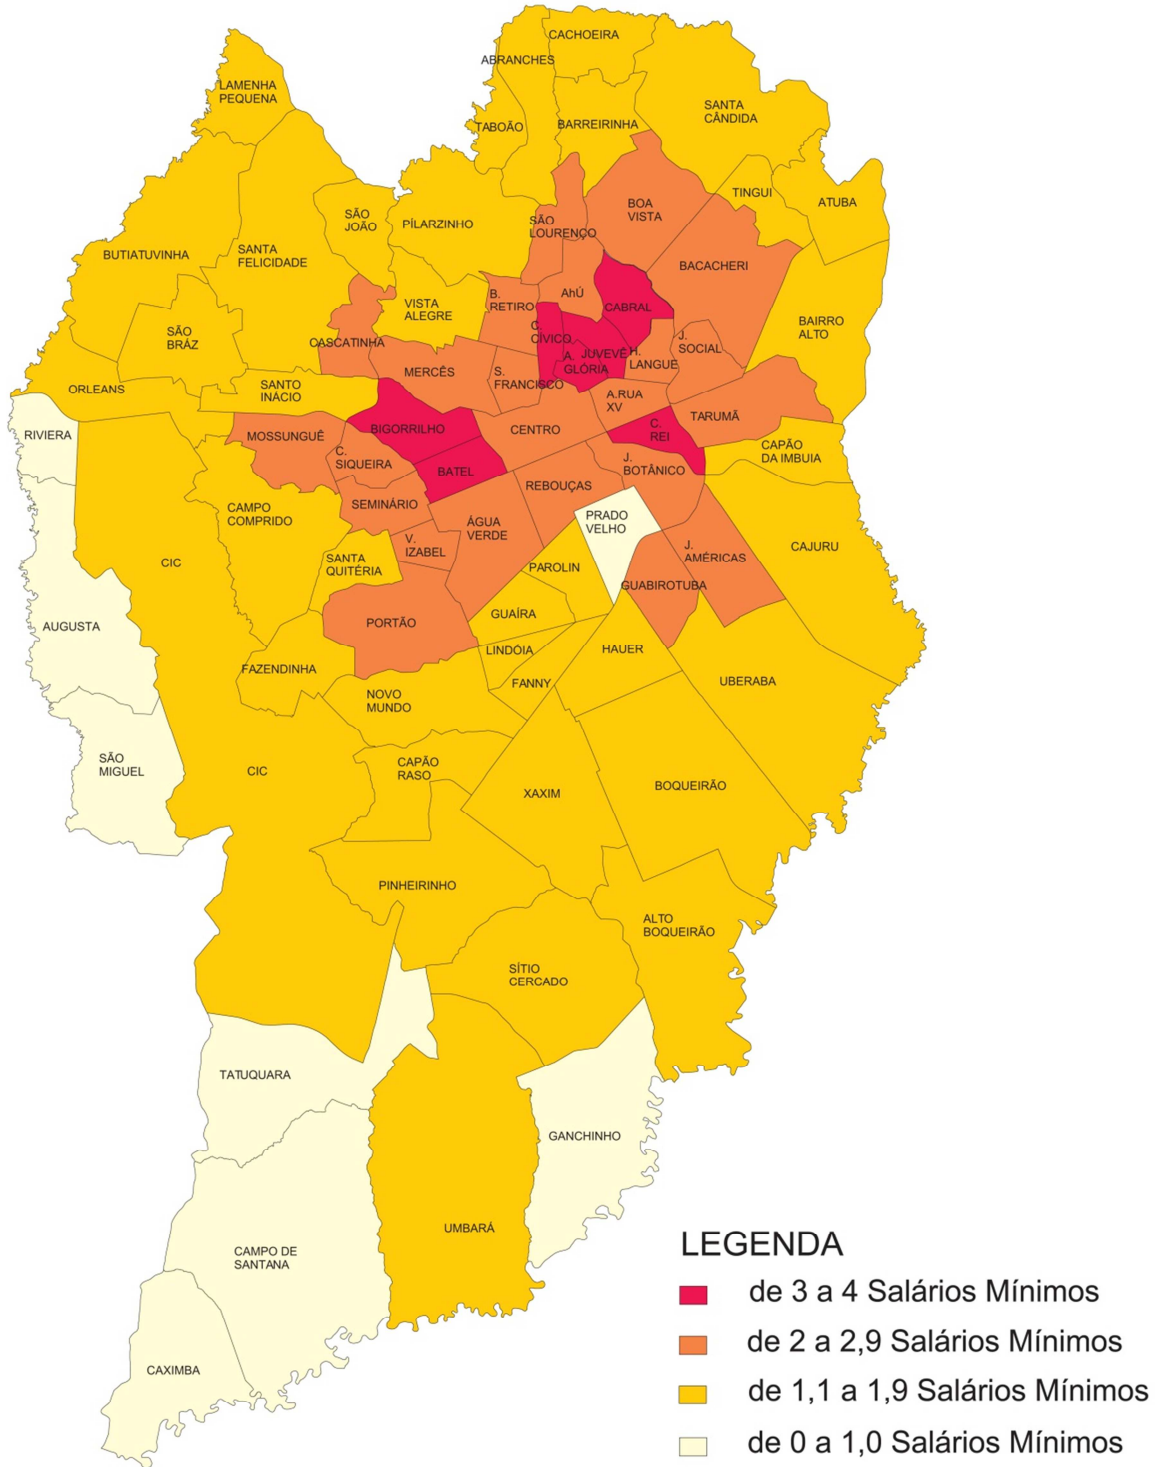 CACHOEIRA
ABRANCHES
LAMENHA
PEQUENA
SANTA
CÂNDIDA
TABOÃO
BARREIRINHA
TINGUI
ATUBA
BOA
VISTA
SÃO
JOÃO
PÍLARZINHO
SÃO
LOURENÇO
BUTIATUVINHA
SANTA
FELICIDADE
BACACHERI
B.
RETIRO
AhÚ
CABRAL
VISTA
ALEGRE
BAIRRO
ALTO
SÃO
BRÁZ
C.
CÍVICO
CASCATINHA
J.
SOCIAL
A.
GLÓRIA
JUVEVÊ
H.
LANGUE
MERCÊS
S.
FRANCISCO
ORLEANS
SANTO
INÁCIO
A.RUA
XV
TARUMÃ
RIVIERA
MOSSUNGUÊ
BIGORRILHO
CENTRO
C.
REI
CAPÃO
DA IMBUIA
C.
SIQUEIRA
BATEL
J.
BOTÂNICO
REBOUÇAS
SEMINÁRIO
CAMPO
COMPRIDO
ÁGUA
VERDE
PRADO
VELHO
V.
IZABEL
J.
AMÉRICAS
CAJURU
CIC
SANTA
QUITÉRIA
PAROLIN
GUABIROTUBA
GUAÍRA
AUGUSTA
PORTÃO
LINDÓIA
HAUER
FAZENDINHA
FANNY
UBERABA
NOVO
MUNDO
SÃO
MIGUEL
CIC
CAPÃO
RASO
XAXIM
BOQUEIRÃO
PINHEIRINHO
ALTO
BOQUEIRÃO
SÍTIO
CERCADO
TATUQUARA
GANCHINHO
UMBARÁ
CAMPO DE
SANTANA
CAXIMBA
LEGENDA
de 3 a 4 Salários Mínimos
de 2 a 2,9 Salários Mínimos
de 1,1 a 1,9 Salários Mínimos
de 0 a 1,0 Salários Mínimos